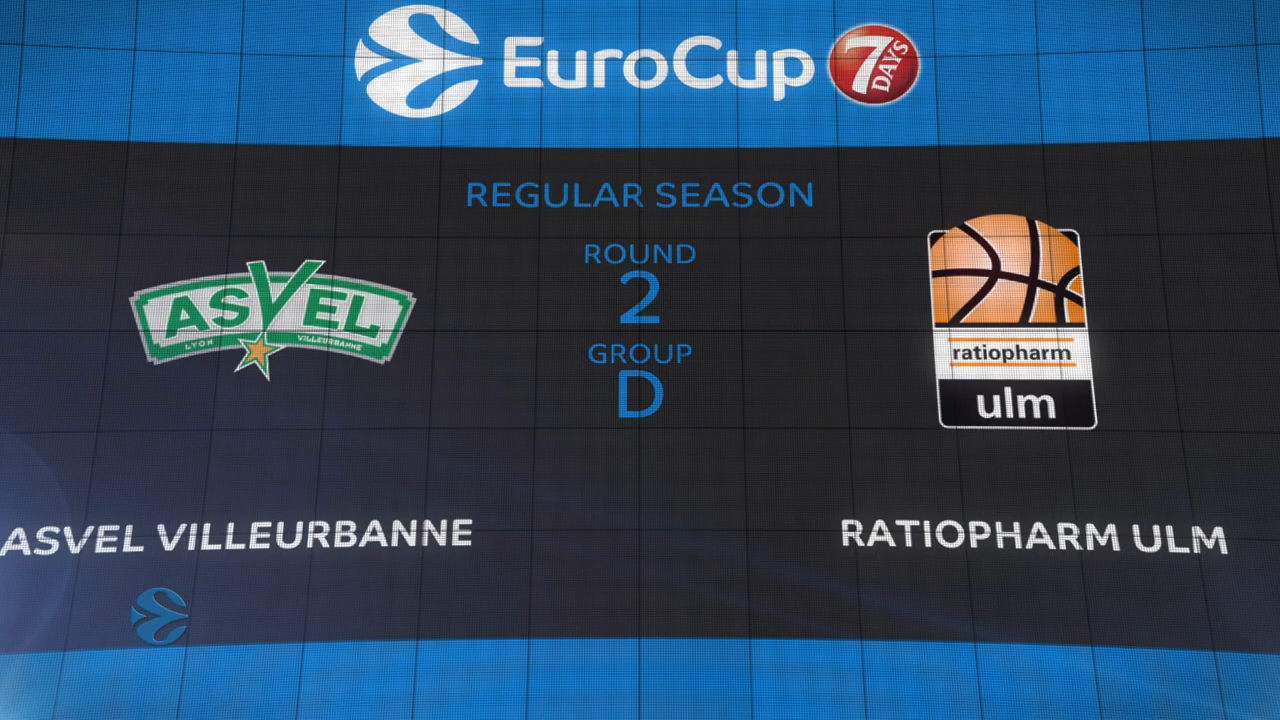 EuroCup 7DAYS
REGULAR SEASON
ROUND
2
GROUP
D
ASVEL
LYON VILLEURBANNE
ratiopharm
ulm
ASVEL VILLEURBANNE
RATIOPHARM ULM